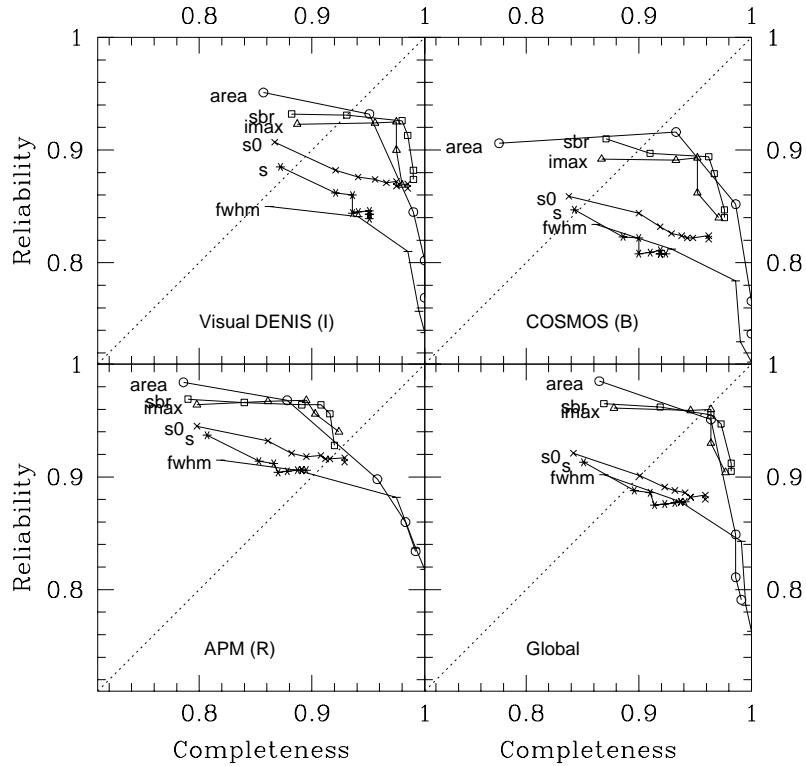 0.8 0.9 1 0.8 0.9 1
1
0.9
0.8
Reliability
area
sbr
imax
s0
s
fwhm
Visual DENIS (I)
area
sbr
imax
s0
s
fwhm
COSMOS (B)
1
0.9
0.8
1
0.9
0.8
Reliability
area
sbr
imax
s0
s
fwhm
APM (R)
area
sbr
imax
s0
s
fwhm
Global
1
0.9
0.8
0.8 0.9 1 0.8 0.9 1
Completeness Completeness